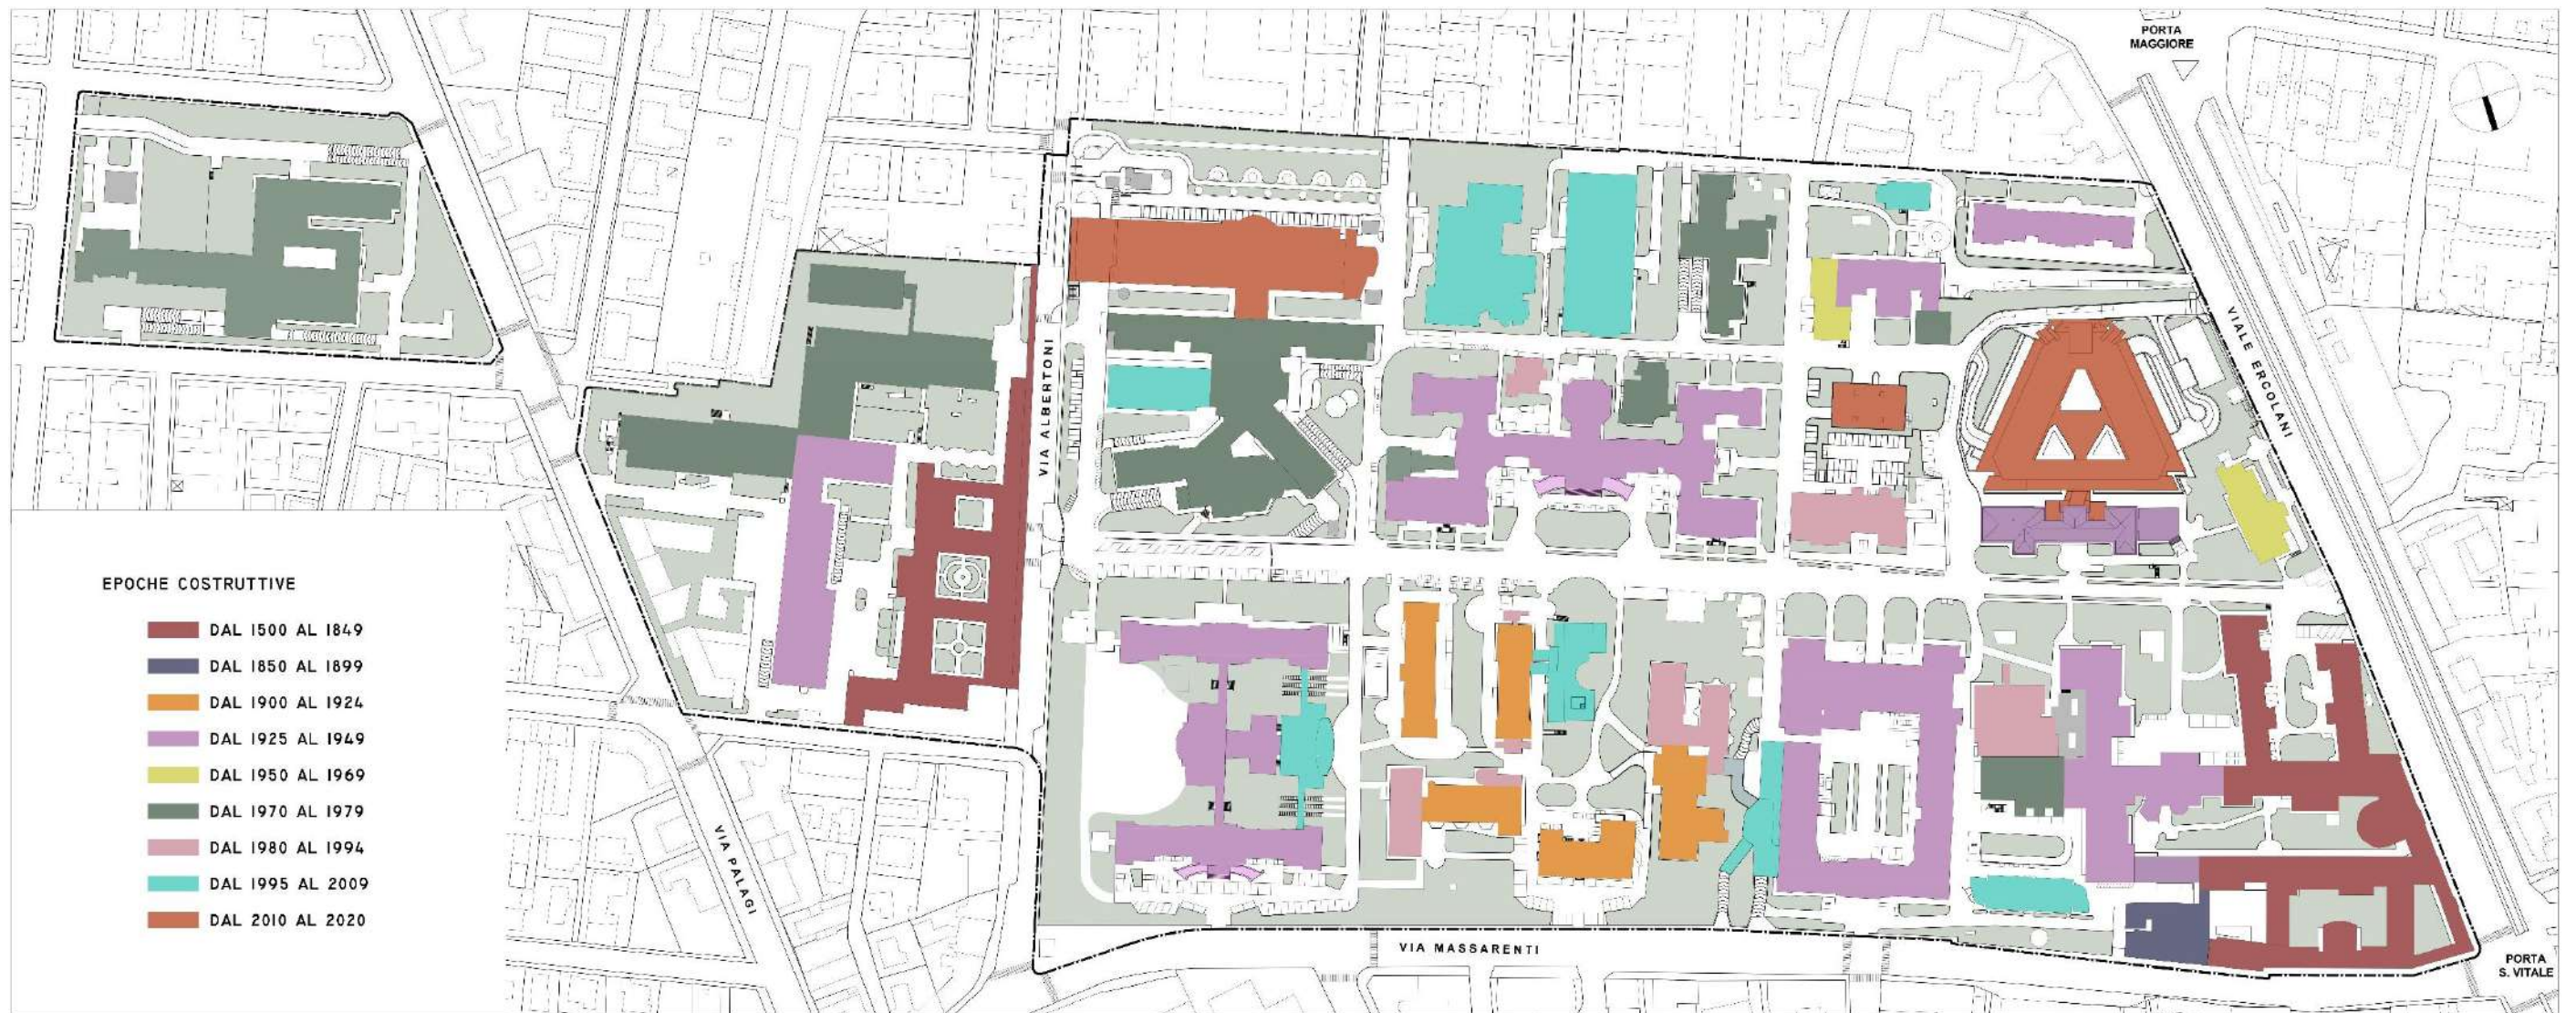 PORTA
MAGGIORE
VIALE ERCOLANI
VIA ALBERTONI
EPOCHE COSTRUTTIVE
DAL 1500 AL 1849
DAL 1850 AL 1899
DAL 1900 AL 1924
DAL 1925 AL 1949
DAL 1950 AL 1969
DAL 1970 AL 1979
DAL 1980 AL 1994
DAL 1995 AL 2009
DAL 2010 AL 2020
VIA PALAGI
VIA MASSARENTI
PORTA
S. VITALE